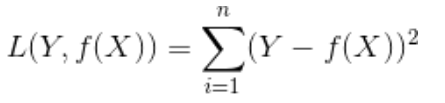 L(Y, f(X)) = \sum_{i=1}^{n} (Y - f(X))^2